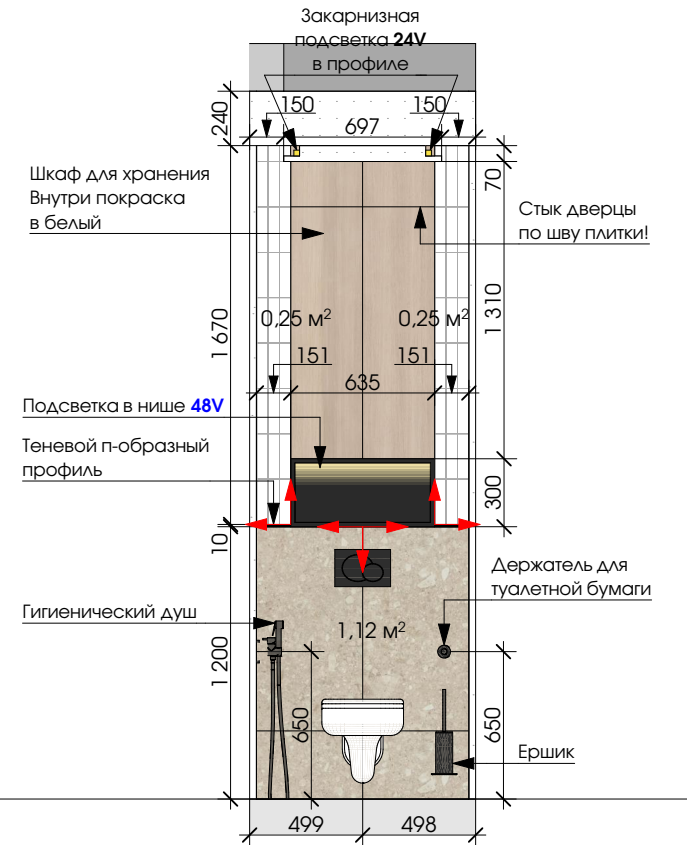 Закарнизная
подсветка 24V
в профиле
240
150
150
697
70
Шкаф для хранения
Внутри покраска
в белый
Стык дверцы
по шву плитки!
1 670
1 310
0,25 м²
0,25 м²
151
151
635
Подсветка в нише 48V
Теневой п-образный
профиль
300
10
Держатель для
туалетной бумаги
Гигиенический душ
1,12 м²
1 200
650
650
Ершик
499
498